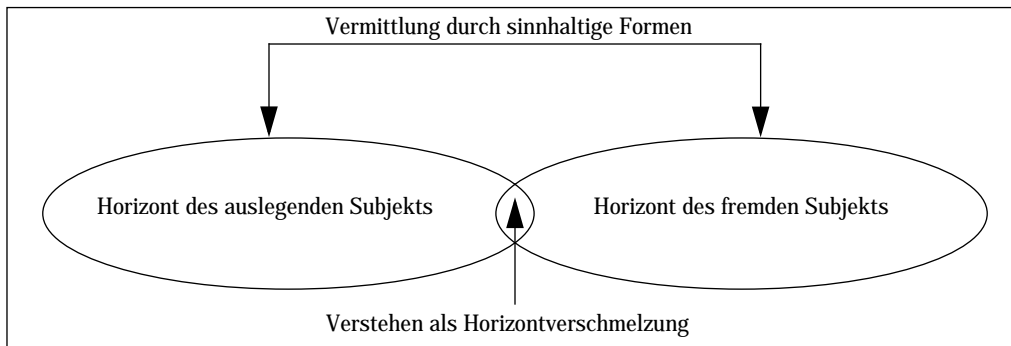 Vermittlung durch sinnhaltige Formen
Horizont des auslegenden Subjekts
Horizont des fremden Subjekts
Verstehen als Horizontverschmelzung